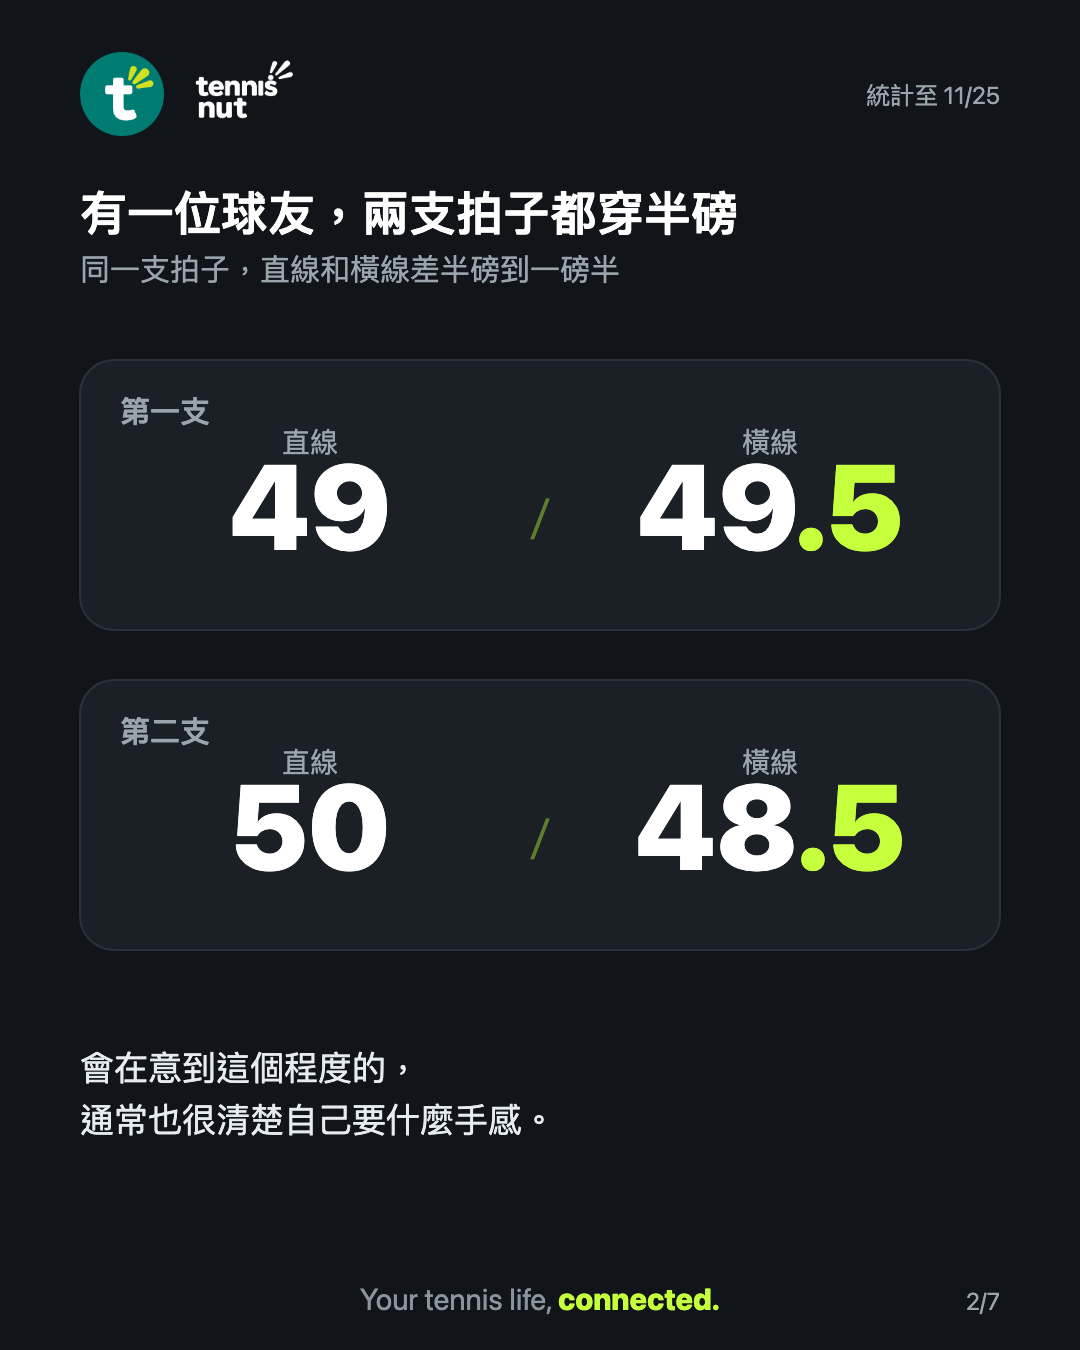 t
tennis
nut
統計至 11/25
有一位球友，兩支拍子都穿半磅
同一支拍子，直線和橫線差半磅到一磅半
第一支
直線 橫線
49 / 49.5
第二支
直線 橫線
50 / 48.5
會在意到這個程度的，
通常也很清楚自己要什麼手感。
Your tennis life, connected.
2/7